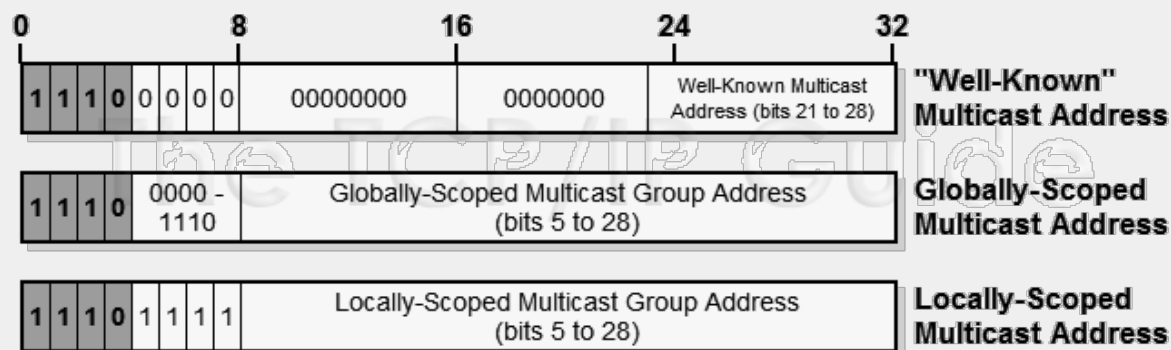 0 8 16 24 32
1 1 1 0 0 0 0 0 00000000 0000000 Well-Known Multicast
Address (bits 21 to 28)
"Well-Known"
Multicast Address
The TCP/IP Guide
1 1 1 0 0000 -
1110
Globally-Scoped Multicast Group Address
(bits 5 to 28)
Globally-Scoped
Multicast Address
1 1 1 0 1 1 1 1 Locally-Scoped Multicast Group Address
(bits 5 to 28)
Locally-Scoped
Multicast Address